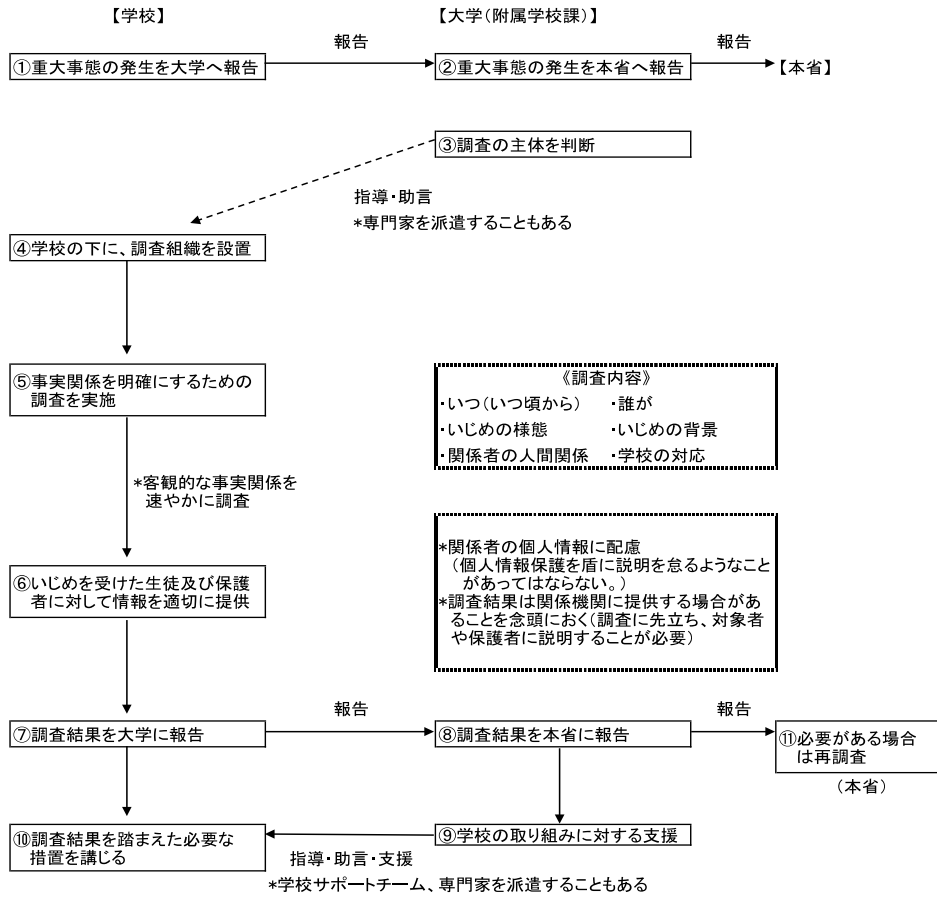 【学校】
【大学（附属学校課）】
報告
報告
①重大事態の発生を大学へ報告
②重大事態の発生を本省へ報告
【本省】
③調査の主体を判断
指導・助言
*専門家を派遣することもある
④学校の下に、調査組織を設置
⑤事実関係を明確にするための
調査を実施
《調査内容》
・いつ（いつ頃から）
・誰が
・いじめの様態
・いじめの背景
・関係者の人間関係
・学校の対応
*客観的な事実関係を
速やかに調査
*関係者の個人情報に配慮
（個人情報保護を盾に説明を怠るようなこと
があってはならない。）
*調査結果は関係機関に提供する場合があ
ることを念頭におく（調査に先立ち、対象者
や保護者に説明することが必要）
⑥いじめを受けた生徒及び保護
者に対して情報を適切に提供
報告
報告
⑦調査結果を大学に報告
⑧調査結果を本省に報告
⑪必要がある場合
は再調査
（本省）
⑩調査結果を踏まえた必要な
措置を講じる
⑨学校の取り組みに対する支援
指導・助言・支援
*学校サポートチーム、専門家を派遣することもある